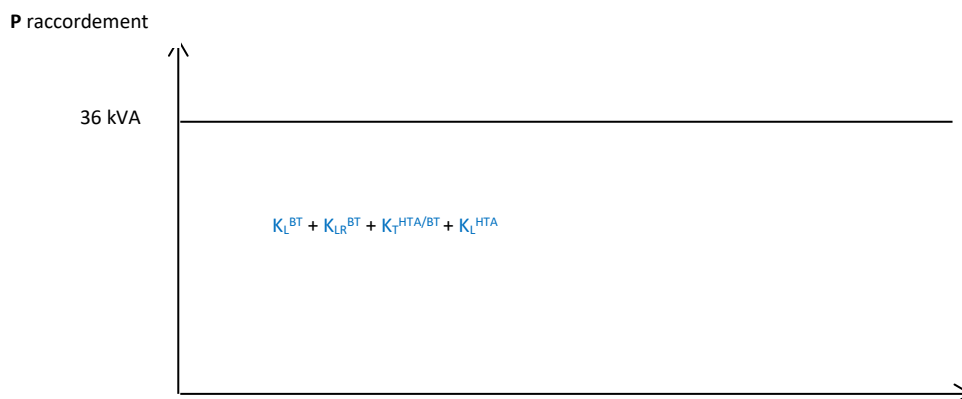 P raccordement
36 kVA
K_L^BT + K_LR^BT + K_T^HTA/BT + K_L^HTA